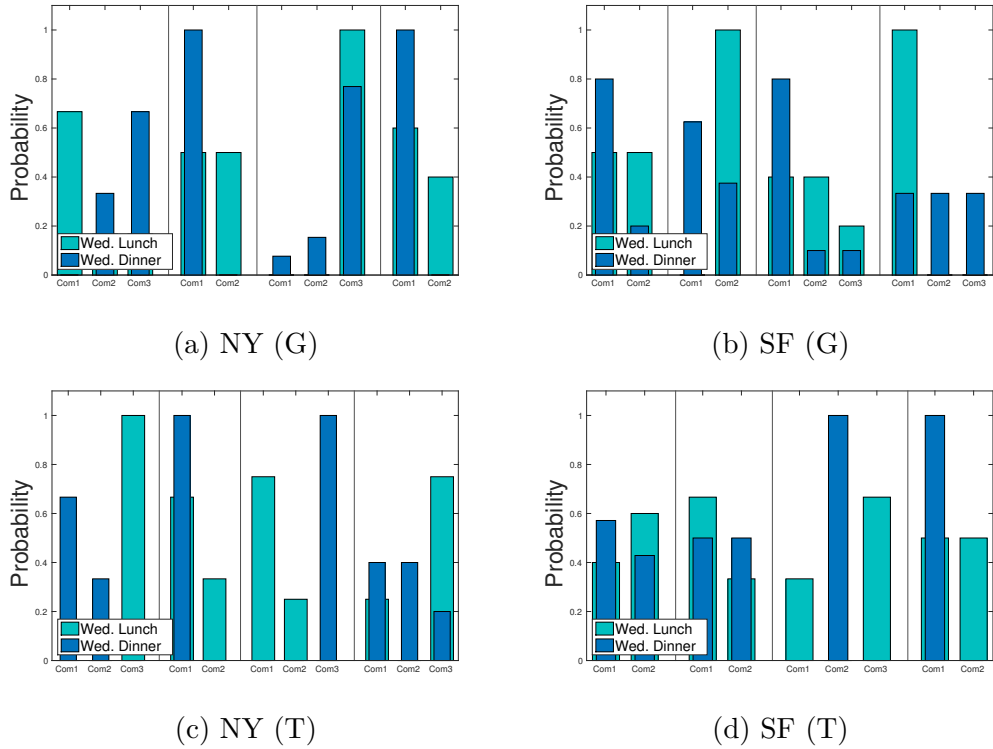 Probability
1
0.8
0.6
0.4
0.2
0
Wed. Lunch
Wed. Dinner
Com1 Com2 Com3 Com1 Com2 Com1 Com2 Com3 Com1 Com2
(a) NY (G)
Probability
1
0.8
0.6
0.4
0.2
0
Wed. Lunch
Wed. Dinner
Com1 Com2 Com1 Com2 Com1 Com2 Com3 Com1 Com2 Com3
(b) SF (G)
Probability
1
0.8
0.6
0.4
0.2
0
Wed. Lunch
Wed. Dinner
Com1 Com2 Com3 Com1 Com2 Com1 Com2 Com3 Com1 Com2 Com3
(c) NY (T)
Probability
1
0.8
0.6
0.4
0.2
0
Wed. Lunch
Wed. Dinner
Com1 Com2 Com1 Com2 Com1 Com2 Com3 Com1 Com2
(d) SF (T)